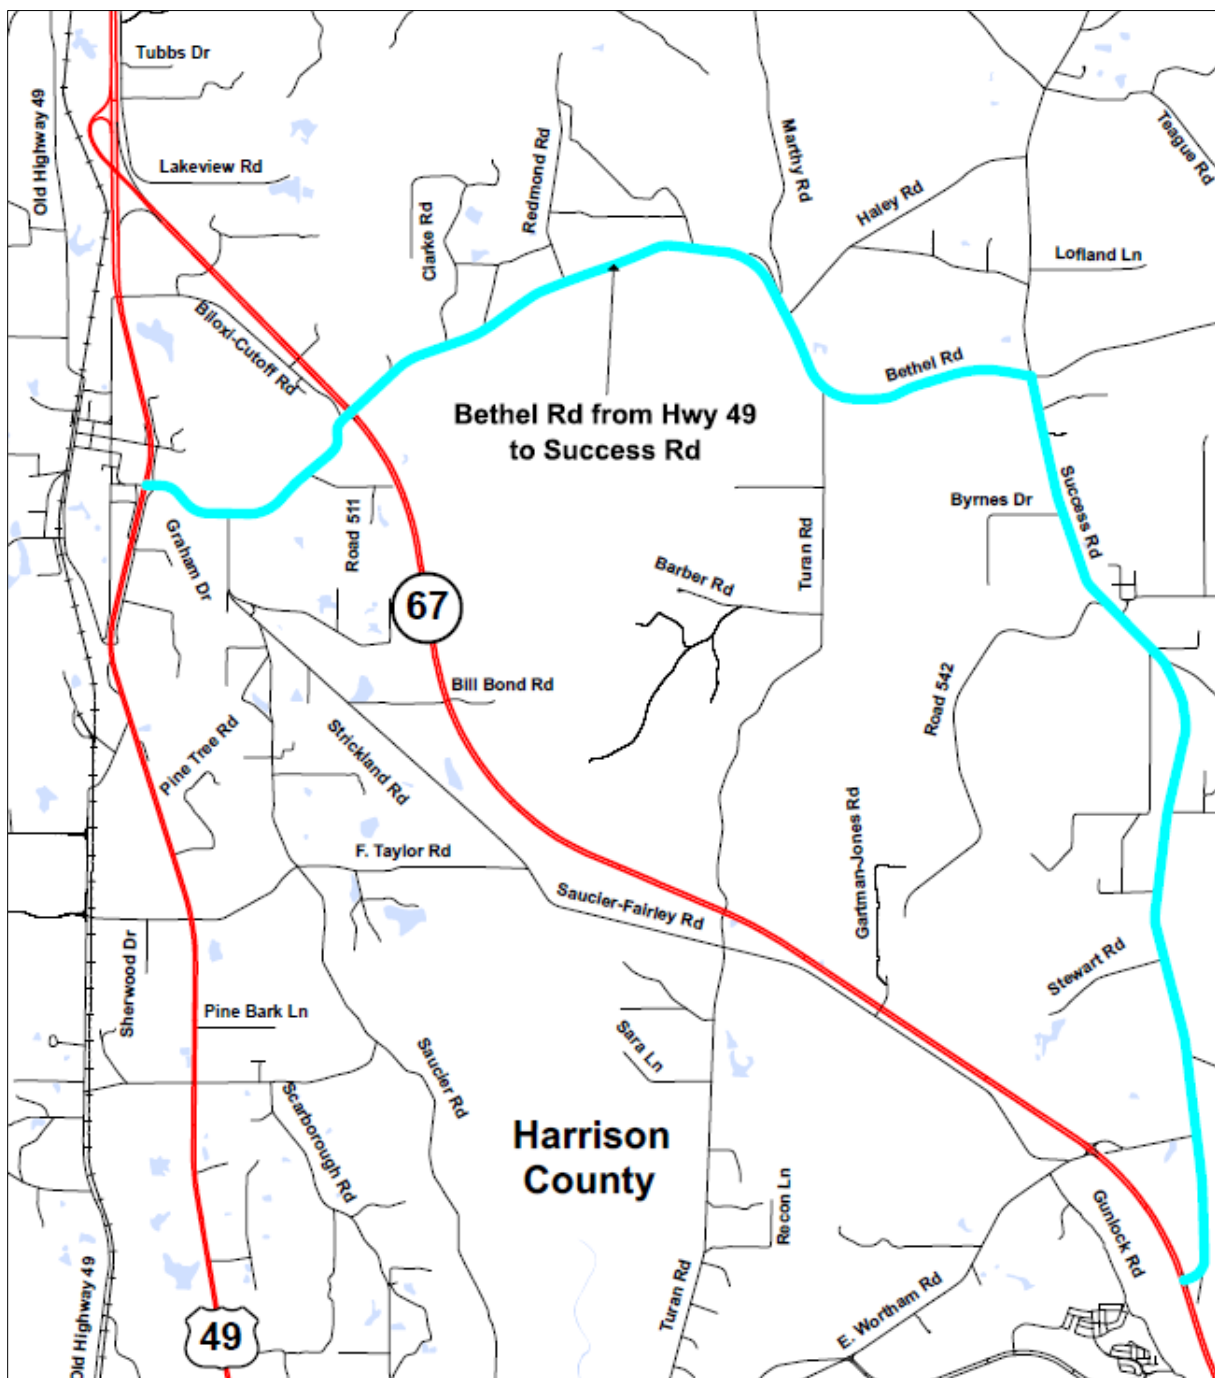 Tubbs Dr
Old Highway 49
Lakeview Rd
Clarke Rd
Redmond Rd
Marthy Rd
Haley Rd
Teague Rd
Lofland Ln
Biloxi-Cutoff Rd
Bethel Rd
Bethel Rd from Hwy 49
to Success Rd
Graham Dr
Road 511
Byrnes Dr
Success Rd
Turan Rd
Barber Rd
67
Bill Bond Rd
Road 542
Pine Tree Rd
Strickland Rd
F. Taylor Rd
Gartman-Jones Rd
Saucier-Fairley Rd
Sherwood Dr
Stewart Rd
Pine Bark Ln
Sara Ln
Saucier Rd
Scarborough Rd
Harrison
County
Recon Ln
Gunlock Rd
Old Highway 49
Turan Rd
E. Wortham Rd
49